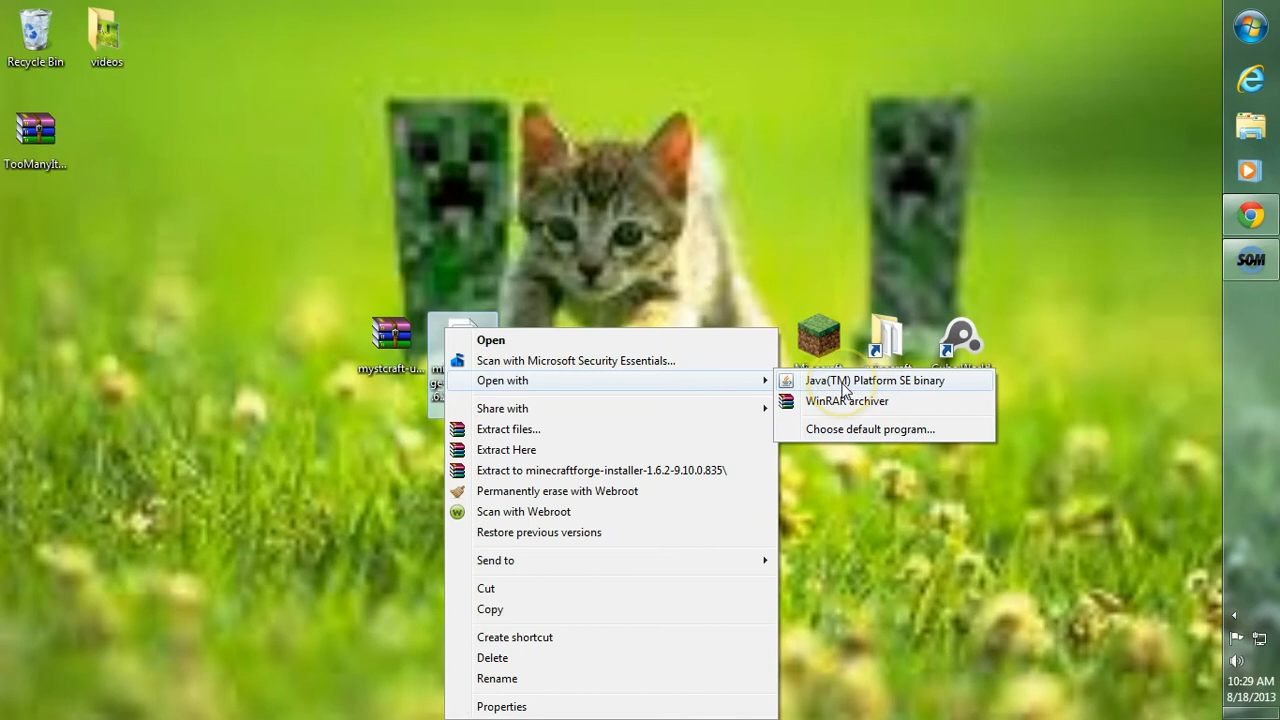 Recycle Bin
videos
TooManyIt...
mystcraft-u...
Open
Scan with Microsoft Security Essentials...
Open with
Share with
Extract files...
Extract Here
Extract to minecraftforge-installer-1.6.2-9.10.0.835\
Permanently erase with Webroot
Scan with Webroot
Restore previous versions
Send to
Cut
Copy
Create shortcut
Delete
Rename
Properties
Java(TM) Platform SE binary
WinRAR archiver
Choose default program...
SOM
10:29 AM
8/18/2013